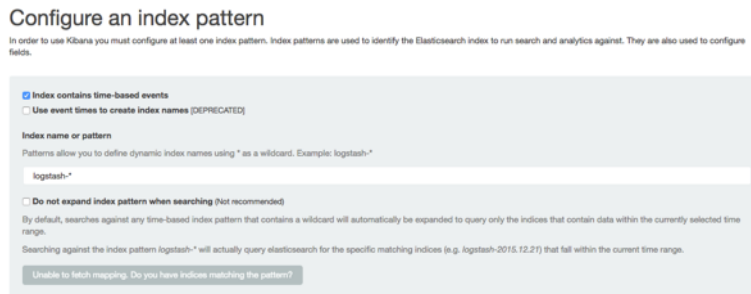 Configure an index pattern
In order to use Kibana you must configure at least one index pattern. Index patterns are used to identify the Elasticsearch index to run search and analytics against. They are also used to configure
fields.
Index contains time-based events
Use event times to create index names [DEPRECATED]
Index name or pattern
Patterns allow you to define dynamic index names using * as a wildcard. Example: logstash-*
logstash-*
Do not expand index pattern when searching (Not recommended)
By default, searches against any time-based index pattern that contains a wildcard will automatically be expanded to query only the indices that contain data within the currently selected time
range.
Searching against the index pattern logstash-* will actually query elasticsearch for the specific matching indices (e.g. logstash-2015.12.21) that fall within the current time range.
Unable to fetch mapping. Do you have indices matching the pattern?